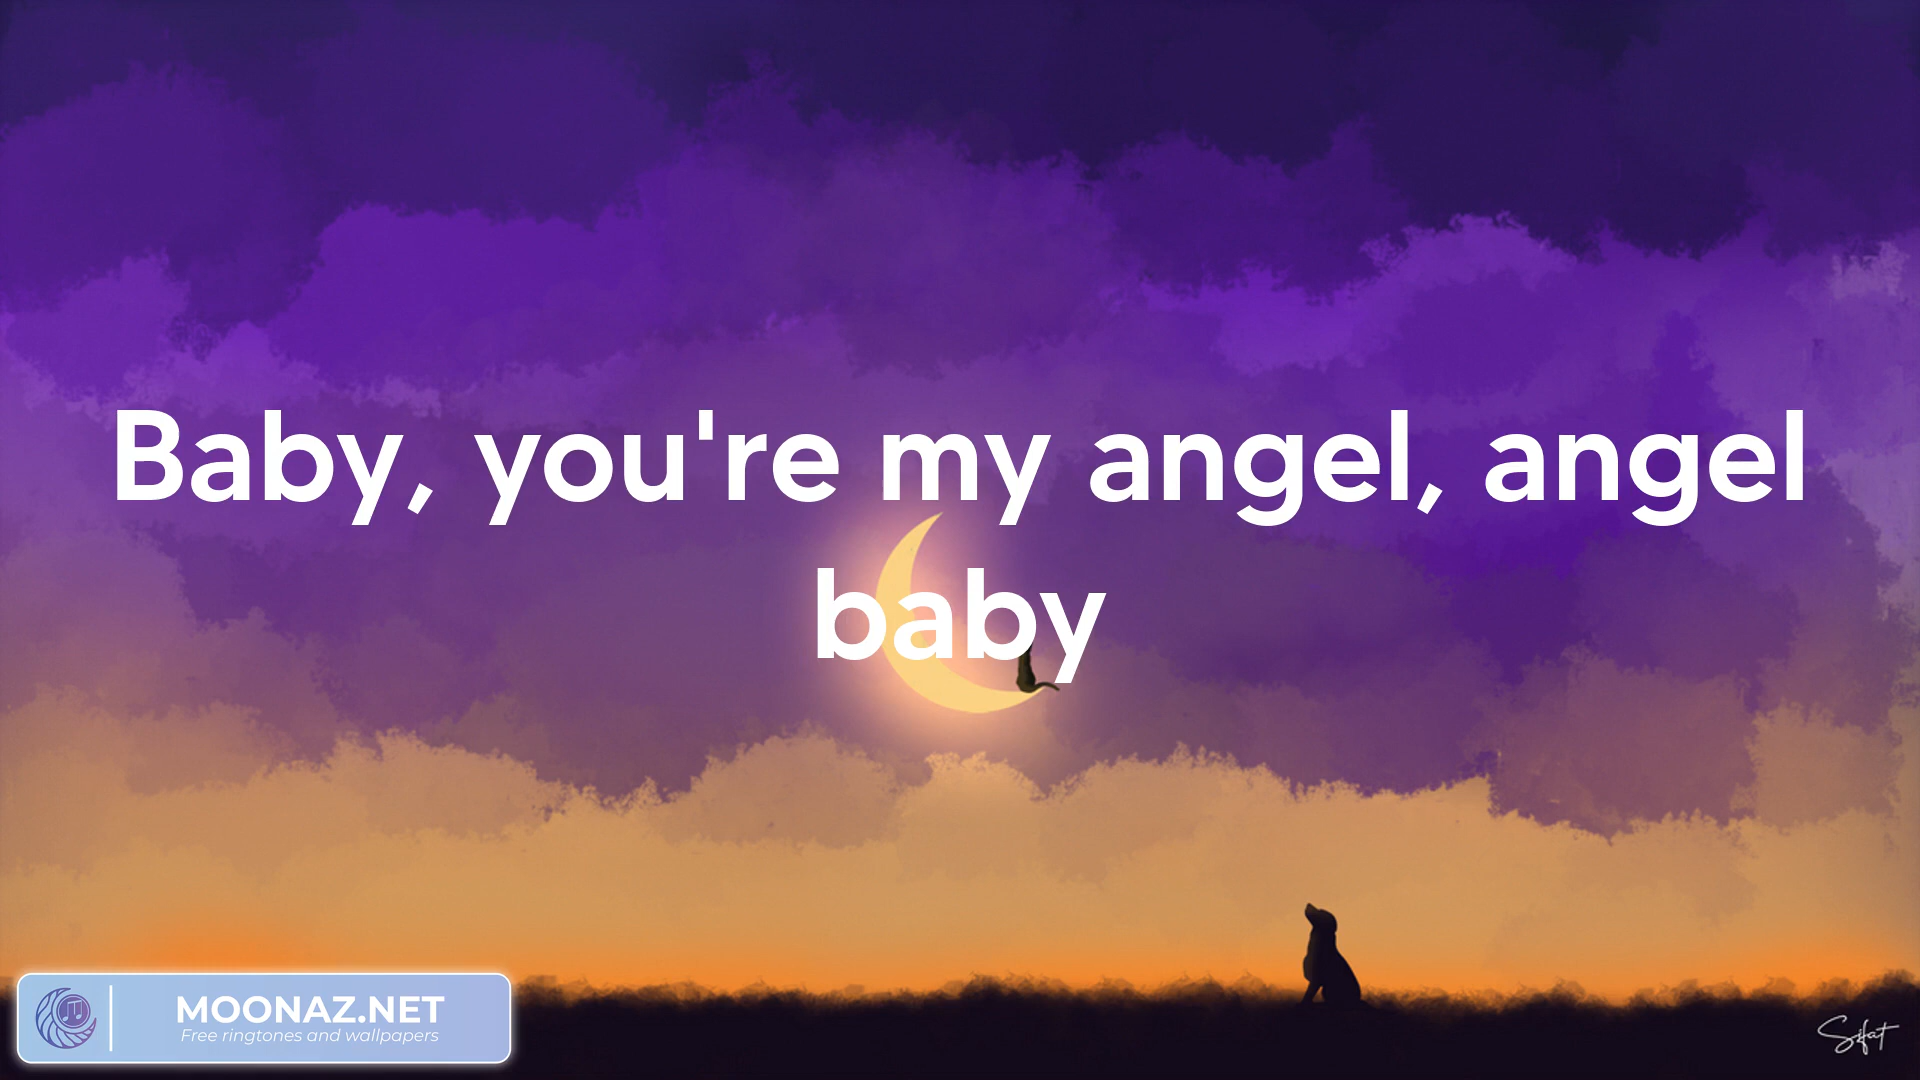 Baby, you're my angel, angel
baby
MOONAZ.NET
Free ringtones and wallpapers
Sifat